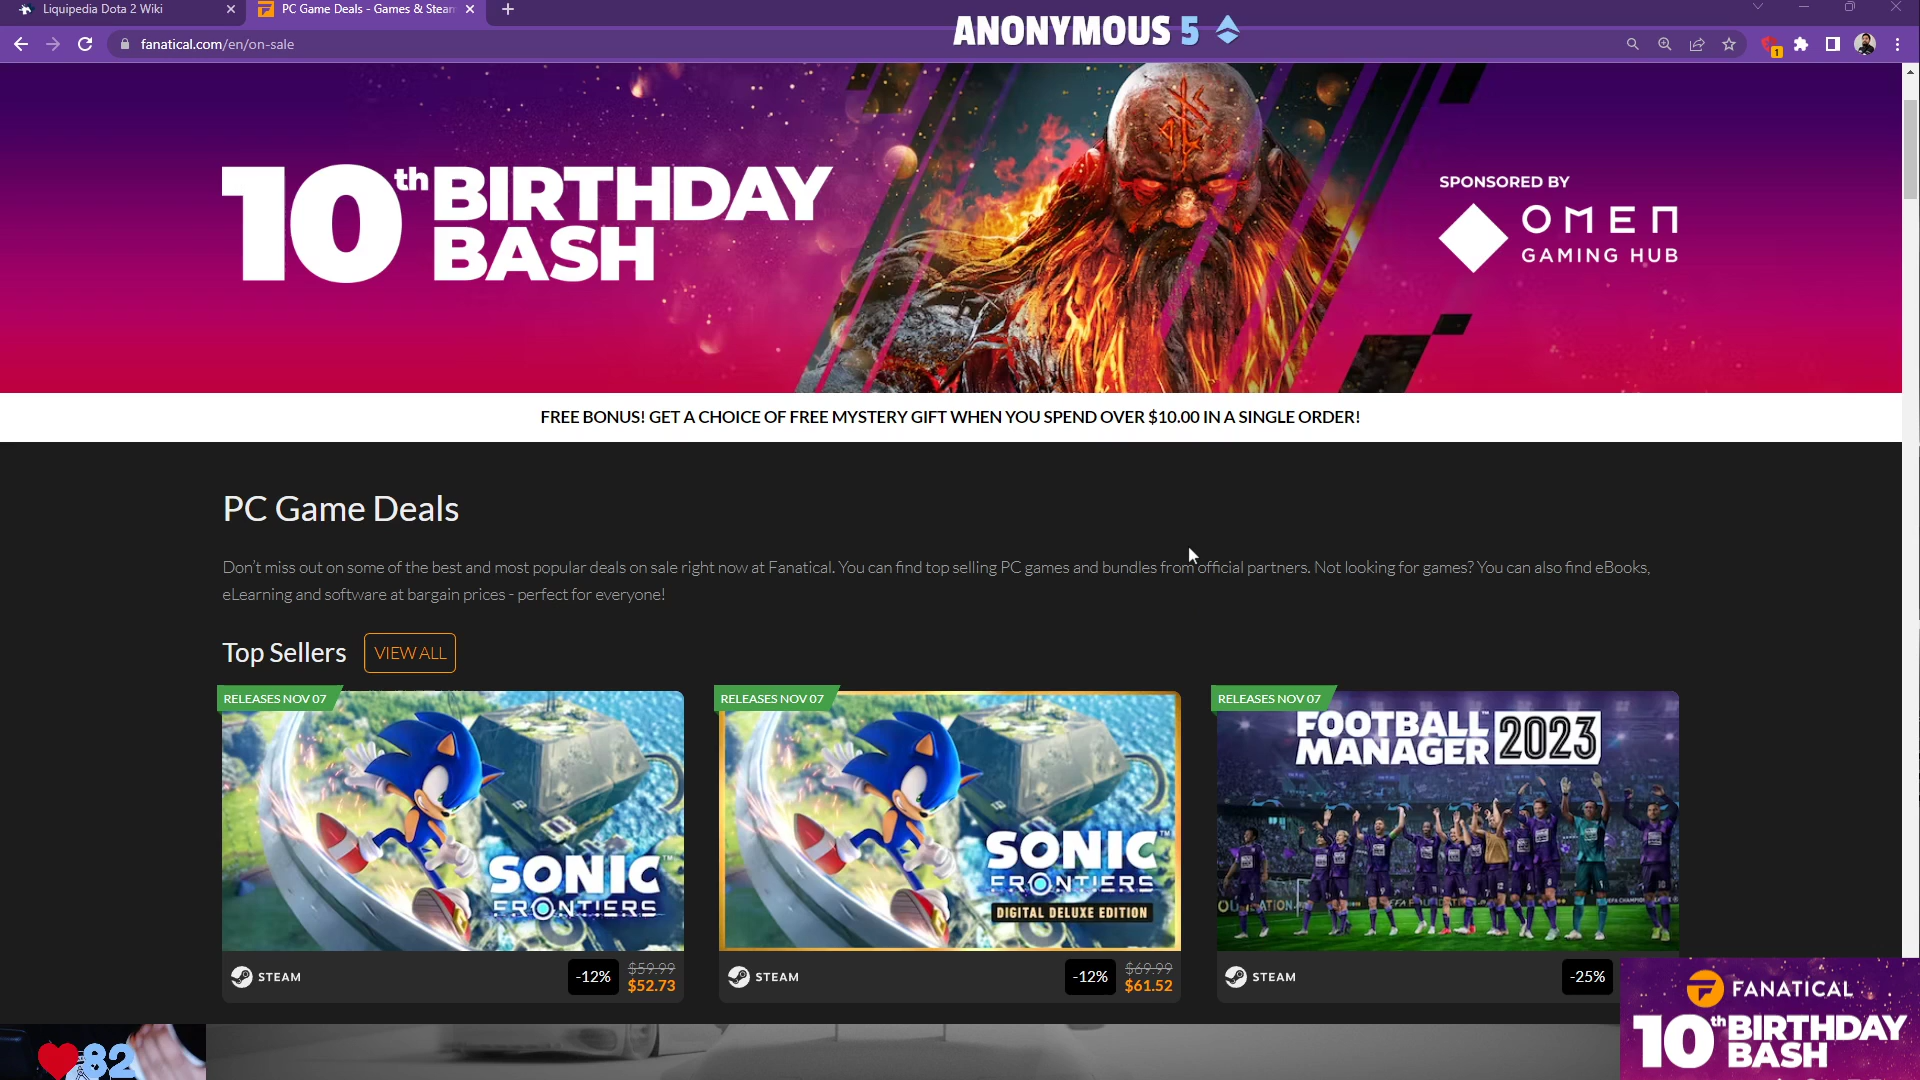 Liquipedia Dota 2 Wiki
PC Game Deals - Games & Steam
ANONYMOUS 5
fanatical.com/en/on-sale
1
10th BIRTHDAY
BASH
SPONSORED BY
OMEN
GAMING HUB
FREE BONUS! GET A CHOICE OF FREE MYSTERY GIFT WHEN YOU SPEND OVER $10.00 IN A SINGLE ORDER!
PC Game Deals
Don't miss out on some of the best and most popular deals on sale right now at Fanatical. You can find top selling PC games and bundles from official partners. Not looking for games? You can also find eBooks,
eLearning and software at bargain prices - perfect for everyone!
Top Sellers
VIEW ALL
RELEASES NOV 07
SONIC™
FRONTIERS
STEAM
-12%
$59.99
$52.73
RELEASES NOV 07
SONIC™
FRONTIERS
DIGITAL DELUXE EDITION
STEAM
-12%
$69.99
$61.52
RELEASES NOV 07
FOOTBALL™
MANAGER 2023
STEAM
-25%
FANATICAL
10th BIRTHDAY
BASH
82